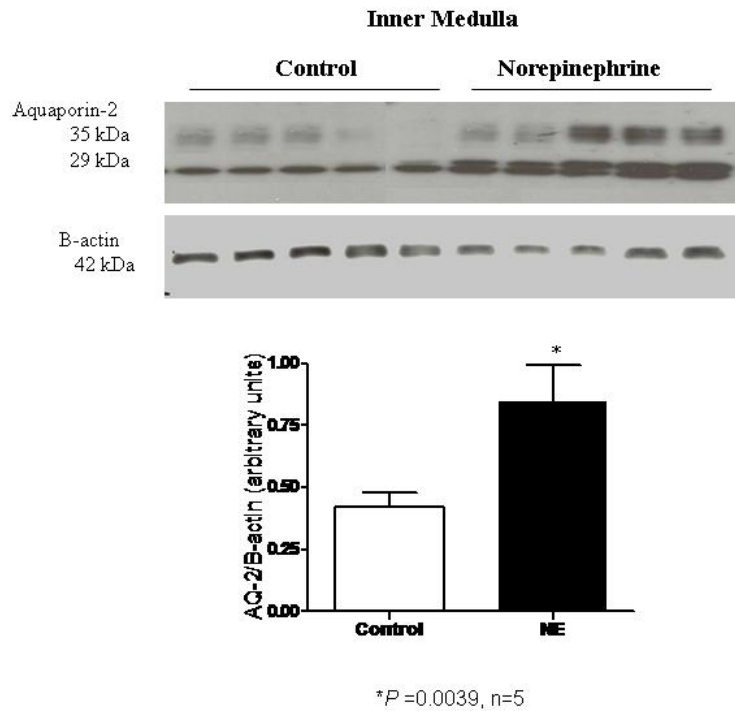 Inner Medulla
Control
Norepinephrine
Aquaporin-2
35 kDa
29 kDa
B-actin
42 kDa
*
AQ-2/B-actin (arbitrary units)
1.00
0.75
0.50
0.25
0.00
Control
NE
*P =0.0039, n=5